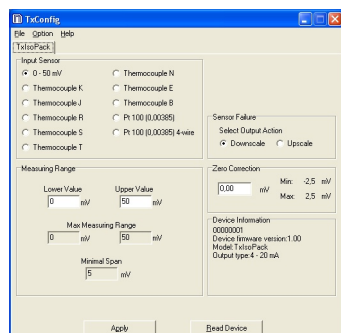 TxConfig
File Option Help
TxIsoPack
Input Sensor
0 - 50 mV
Thermocouple K
Thermocouple J
Thermocouple R
Thermocouple S
Thermocouple T
Thermocouple N
Thermocouple E
Thermocouple B
Pt 100 (0,00385)
Pt 100 (0,00385) 4-wire
Sensor Failure
Select Output Action
Downscale Upscale
Measuring Range
Lower Value Upper Value
0 mV 50 mV
Max Measuring Range
0 mV 50 mV
Minimal Span
5 mV
Zero Correction
0,00 mV
Min: -2,5 mV
Max: 2,5 mV
Device Information
00000001
Device firmware version:1.00
Model:TxIsoPack
Output type:4 - 20 mA
Apply Read Device